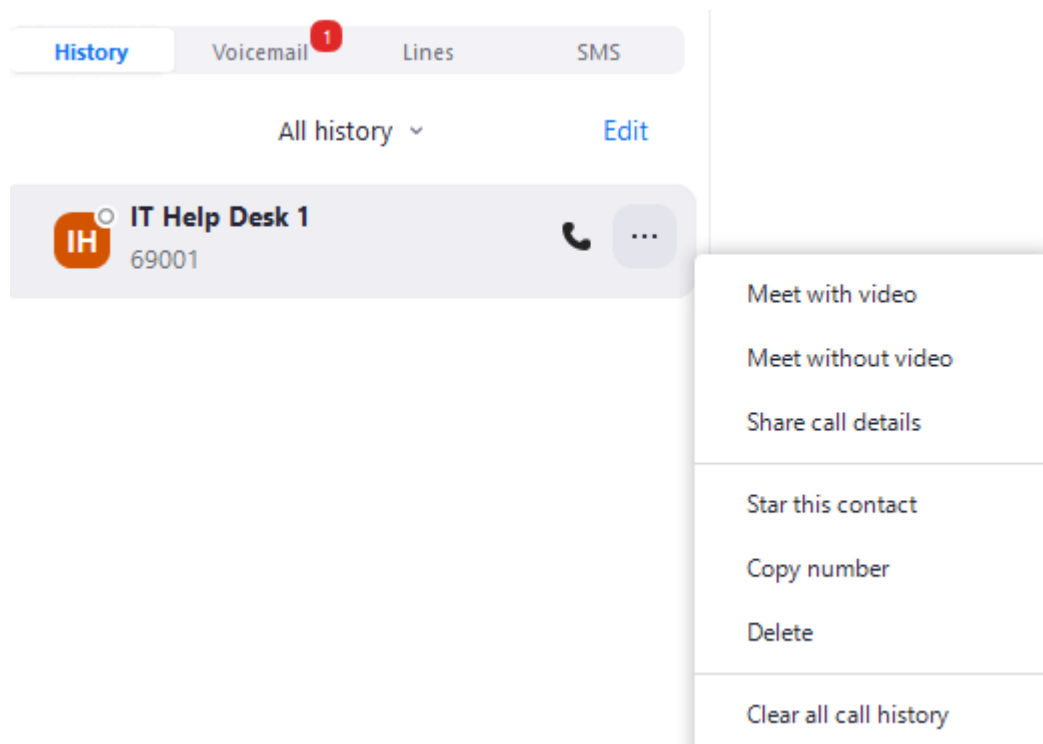 History Voicemail 1 Lines SMS
All history Edit
IH IT Help Desk 1
69001
...
Meet with video
Meet without video
Share call details
Star this contact
Copy number
Delete
Clear all call history